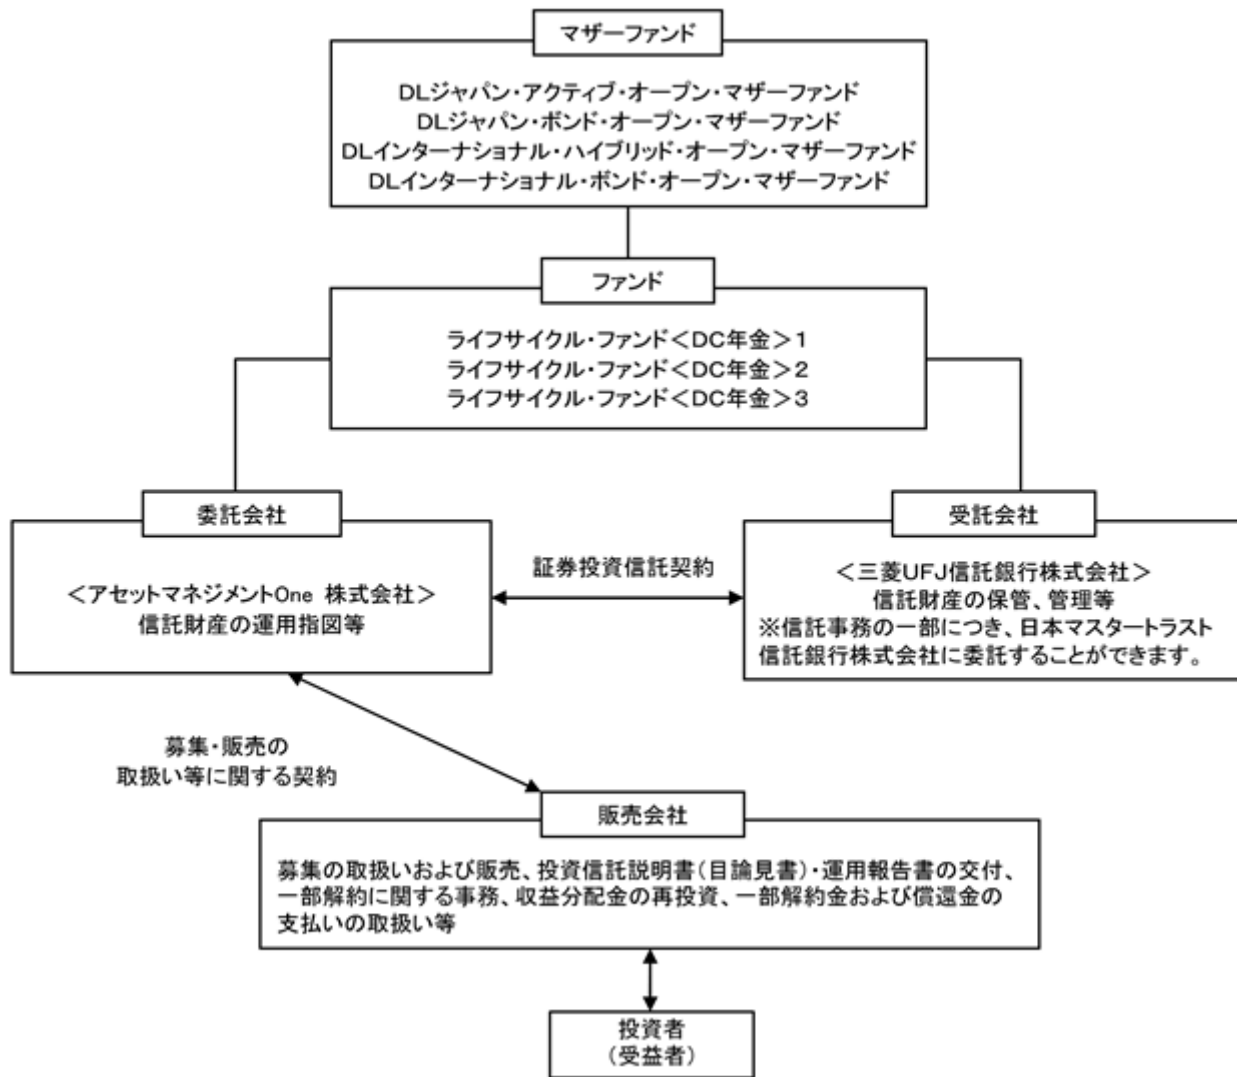 マザーファンド
DLジャパン・アクティブ・オープン・マザーファンド
DLジャパン・ボンド・オープン・マザーファンド
DLインターナショナル・ハイブリッド・オープン・マザーファンド
DLインターナショナル・ボンド・オープン・マザーファンド
ファンド
ライフサイクル・ファンド＜DC年金＞1
ライフサイクル・ファンド＜DC年金＞2
ライフサイクル・ファンド＜DC年金＞3
委託会社
＜アセットマネジメントOne 株式会社＞
信託財産の運用指図等
証券投資信託契約
受託会社
＜三菱UFJ信託銀行株式会社＞
信託財産の保管、管理等
※信託事務の一部につき、日本マスタートラスト
信託銀行株式会社に委託することができます。
募集・販売の
取扱い等に関する契約
販売会社
募集の取扱いおよび販売、投資信託説明書（目論見書）・運用報告書の交付、
一部解約に関する事務、収益分配金の再投資、一部解約金および償還金の
支払いの取扱い等
投資者
（受益者）